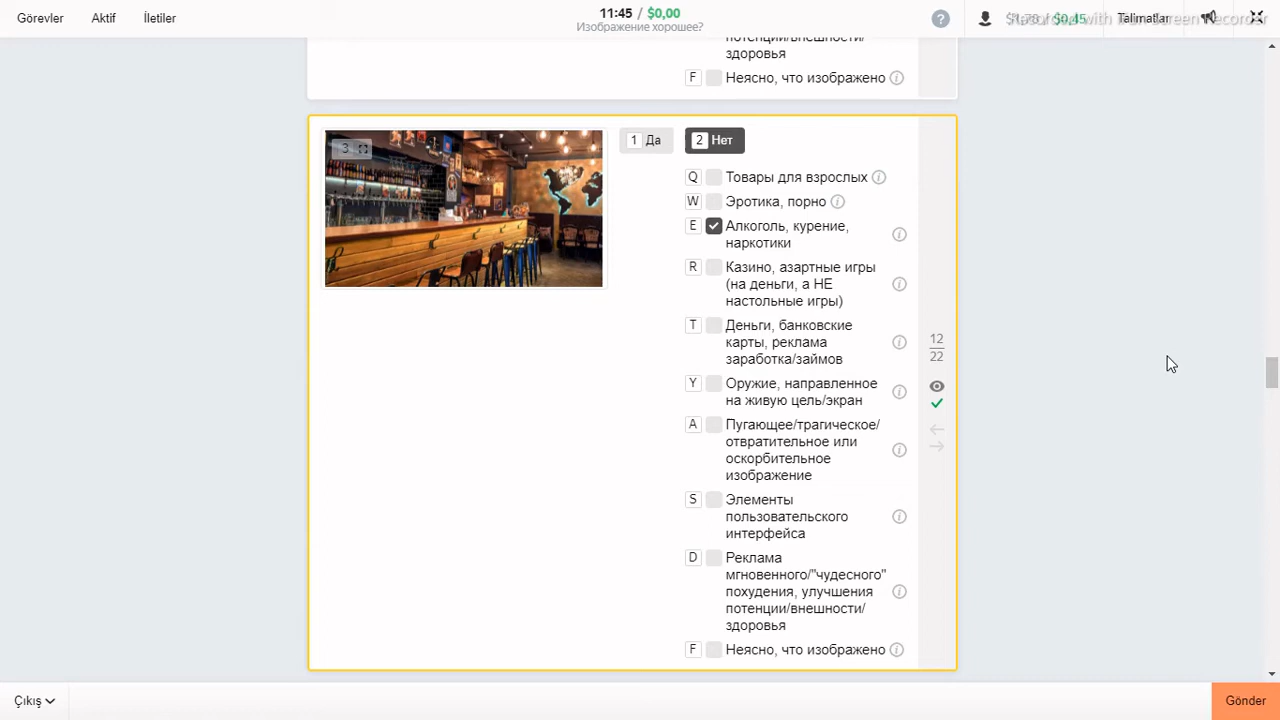 Görevler
Aktif
İletiler
11:45 / $0,00
Изображение хорошее?
Talimatlar
потенции/внешности/
здоровья
F Неясно, что изображено
3
1 Да
2 Нет
Q Товары для взрослых
W Эротика, порно
E Алкоголь, курение,
наркотики
R Казино, азартные игры
(на деньги, а НЕ
настольные игры)
T Деньги, банковские
карты, реклама
заработка/займов
12
22
Y Оружие, направленное
на живую цель/экран
A Пугающее/трагическое/
отвратительное или
оскорбительное
изображение
S Элементы
пользовательского
интерфейса
D Реклама
мгновенного/"чудесного"
похудения, улучшения
потенции/внешности/
здоровья
F Неясно, что изображено
Çıkış
Gönder